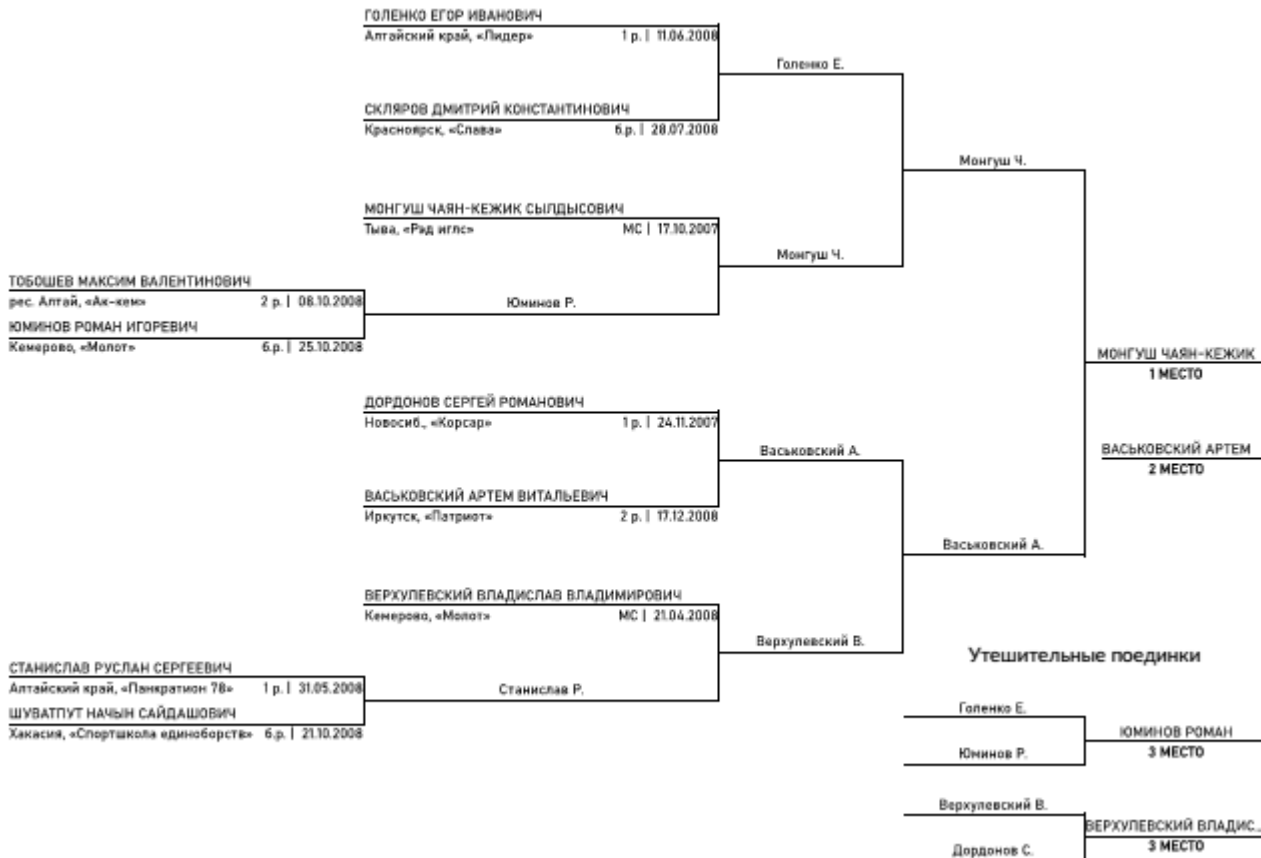 ГОЛЕНКО ЕГОР ИВАНОВИЧ
Алтайский край, «Лидер» 1 р. | 11.06.2008
Голенко Е.
СКЛЯРОВ ДМИТРИЙ КОНСТАНТИНОВИЧ
Красноярск, «Слава» б.р. | 28.07.2008
Монгуш Ч.
МОНГУШ ЧАЯН-КЕЖИК СЫЛДЫСОВИЧ
Тыва, «Рэд иглс» МС | 17.10.2007
Монгуш Ч.
ТОБОШЕВ МАКСИМ ВАЛЕНТИНОВИЧ
рес. Алтай, «Ак-кем» 2 р. | 08.10.2008
Юминов Р.
ЮМИНОВ РОМАН ИГОРЕВИЧ
Кемерово, «Молот» б.р. | 25.10.2008
МОНГУШ ЧАЯН-КЕЖИК
1 МЕСТО
ДОРДОНОВ СЕРГЕЙ РОМАНОВИЧ
Новосиб., «Корсар» 1 р. | 24.11.2007
Васьковский А.
ВАСЬКОВСКИЙ АРТЕМ
2 МЕСТО
ВАСЬКОВСКИЙ АРТЕМ ВИТАЛЬЕВИЧ
Иркутск, «Патриот» 2 р. | 17.12.2008
Васьковский А.
ВЕРХУЛЕВСКИЙ ВЛАДИСЛАВ ВЛАДИМИРОВИЧ
Кемерово, «Молот» МС | 21.04.2008
Верхулевский В.
Утешительные поединки
СТАНИСЛАВ РУСЛАН СЕРГЕЕВИЧ
Алтайский край, «Панкратион 78» 1 р. | 31.05.2008
Станислав Р.
ШУВАТПУТ НАЧЫН САЙДАШОВИЧ
Хакасия, «Спортшкола единоборств» б.р. | 21.10.2008
Голенко Е.
ЮМИНОВ РОМАН
3 МЕСТО
Юминов Р.
Верхулевский В.
ВЕРХУЛЕВСКИЙ ВЛАДИС...
3 МЕСТО
Дордонов С.